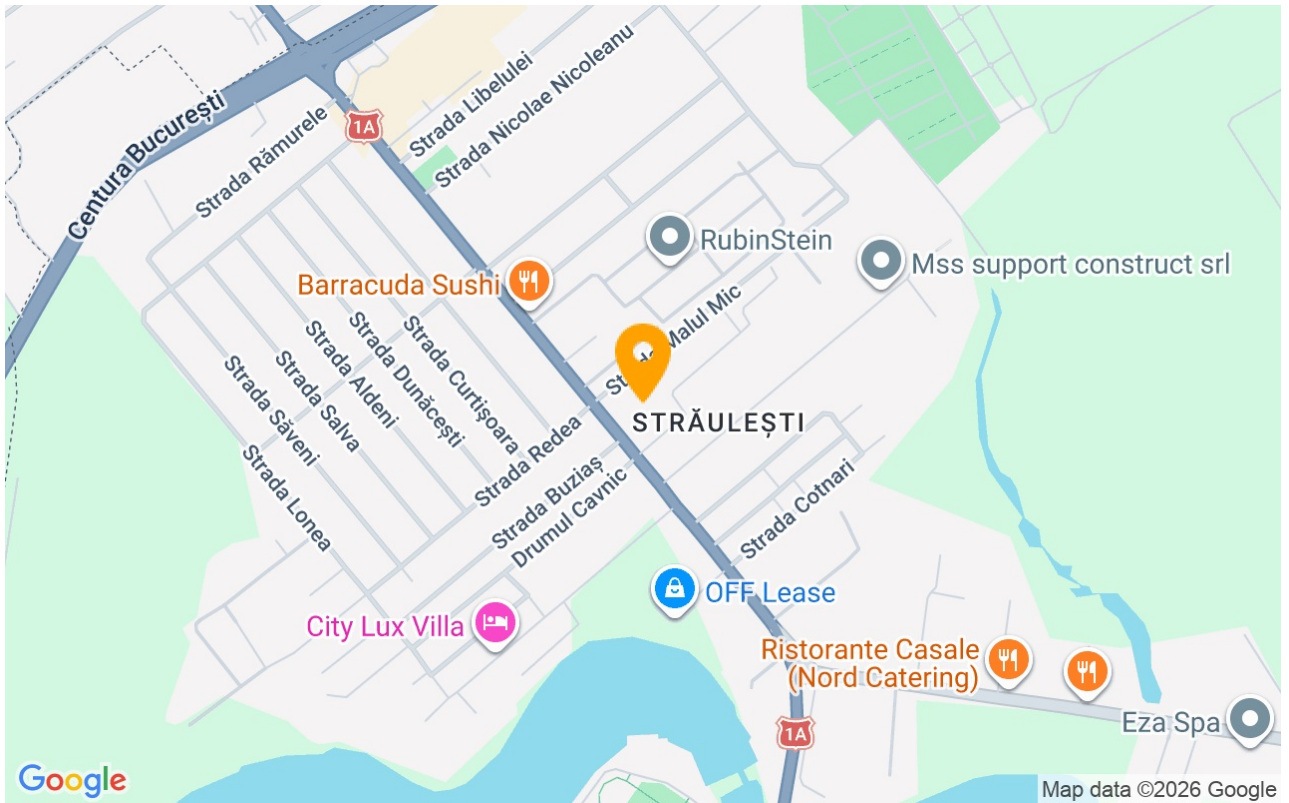 Strada Libelulei
Strada Nicolae Nicoleanu
1A
Strada Rămurele
Centura București
RubinStein
Mss support construct srl
Barracuda Sushi
Strada Malul Mic
Strada Curtișoara
Strada Dunăcești
Strada Aldeni
Strada Salva
Strada Săveni
STRĂULEȘTI
Strada Redea
Strada Lonea
Strada Buziaș
Drumul Cavnic
Strada Cotnari
OFF Lease
City Lux Villa
Ristorante Casale
(Nord Catering)
Eza Spa
1A
Google
Map data ©2026 Google